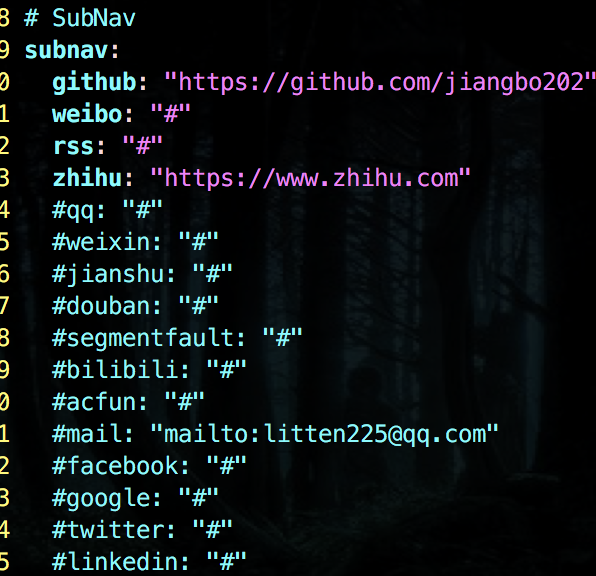 8 # SubNav
9 subnav:
0   github: "https://github.com/jiangbo202"
1   weibo: "#"
2   rss: "#"
3   zhihu: "https://www.zhihu.com"
4   #qq: "#"
5   #weixin: "#"
6   #jianshu: "#"
7   #douban: "#"
8   #segmentfault: "#"
9   #bilibili: "#"
0   #acfun: "#"
1   #mail: "mailto:litten225@qq.com"
2   #facebook: "#"
3   #google: "#"
4   #twitter: "#"
5   #linkedin: "#"